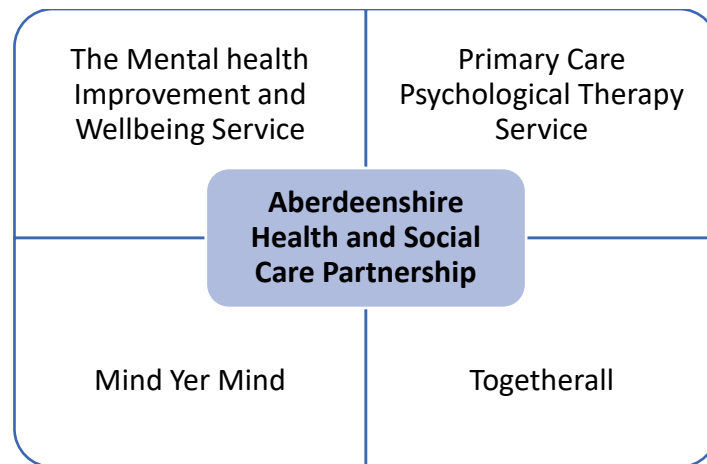 The Mental health
Improvement and
Wellbeing Service
Primary Care
Psychological Therapy
Service
Aberdeenshire
Health and Social
Care Partnership
Mind Yer Mind
Togetherall